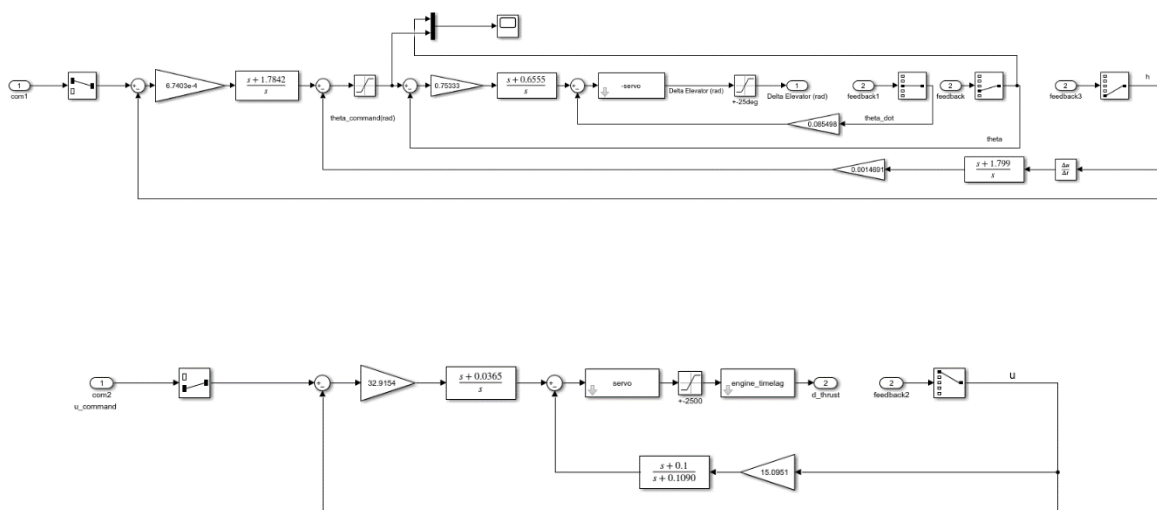 1
com1
6.7403e-4
s + 1.7842
s
theta_command(rad)
0.75333
s + 0.6555
s
-servo
Delta Elevator (rad)
+-25deg
1
Delta Elevator (rad)
2
feedback1
2
feedback
2
feedback3
h
0.085498
theta_dot
theta
0.0014691
s + 1.799
s
Δu
Δt
1
com2
u_command
32.9154
s + 0.0365
s
servo
+-2500
engine_timelag
2
d_thrust
2
feedback2
u
s + 0.1
s + 0.1090
15.0951